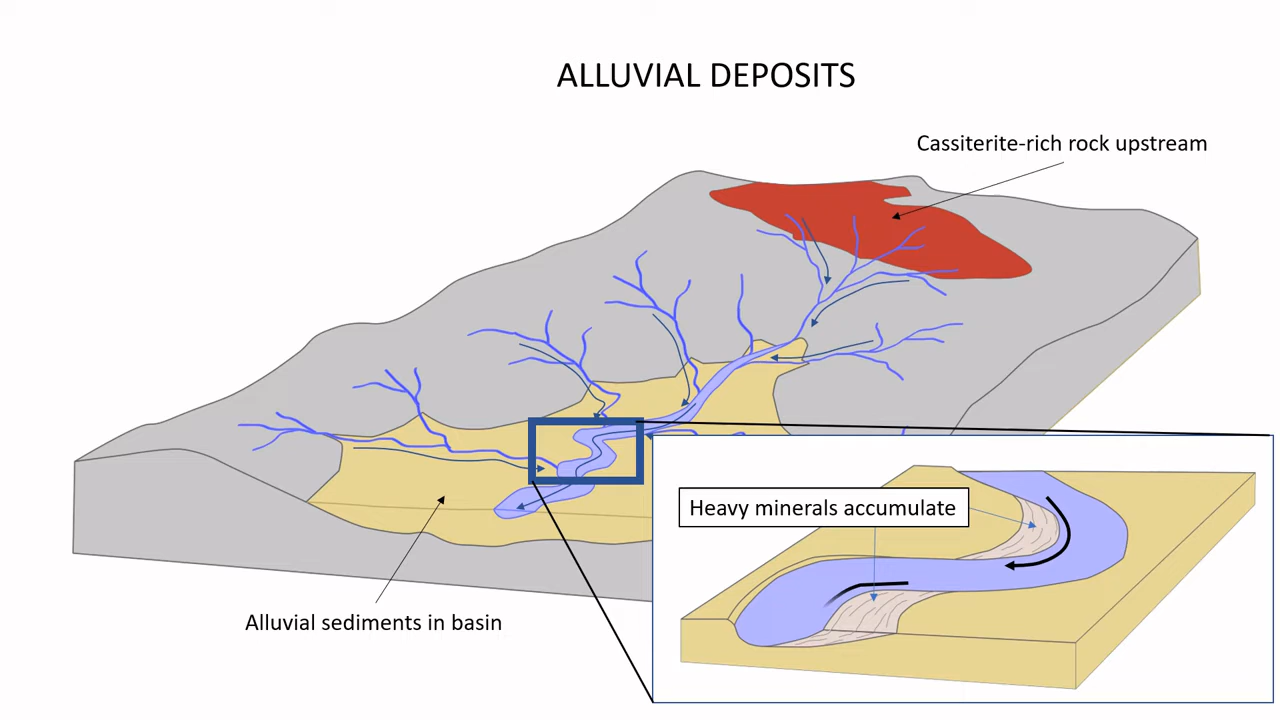 ALLUVIAL DEPOSITS
Cassiterite-rich rock upstream
Heavy minerals accumulate
Alluvial sediments in basin